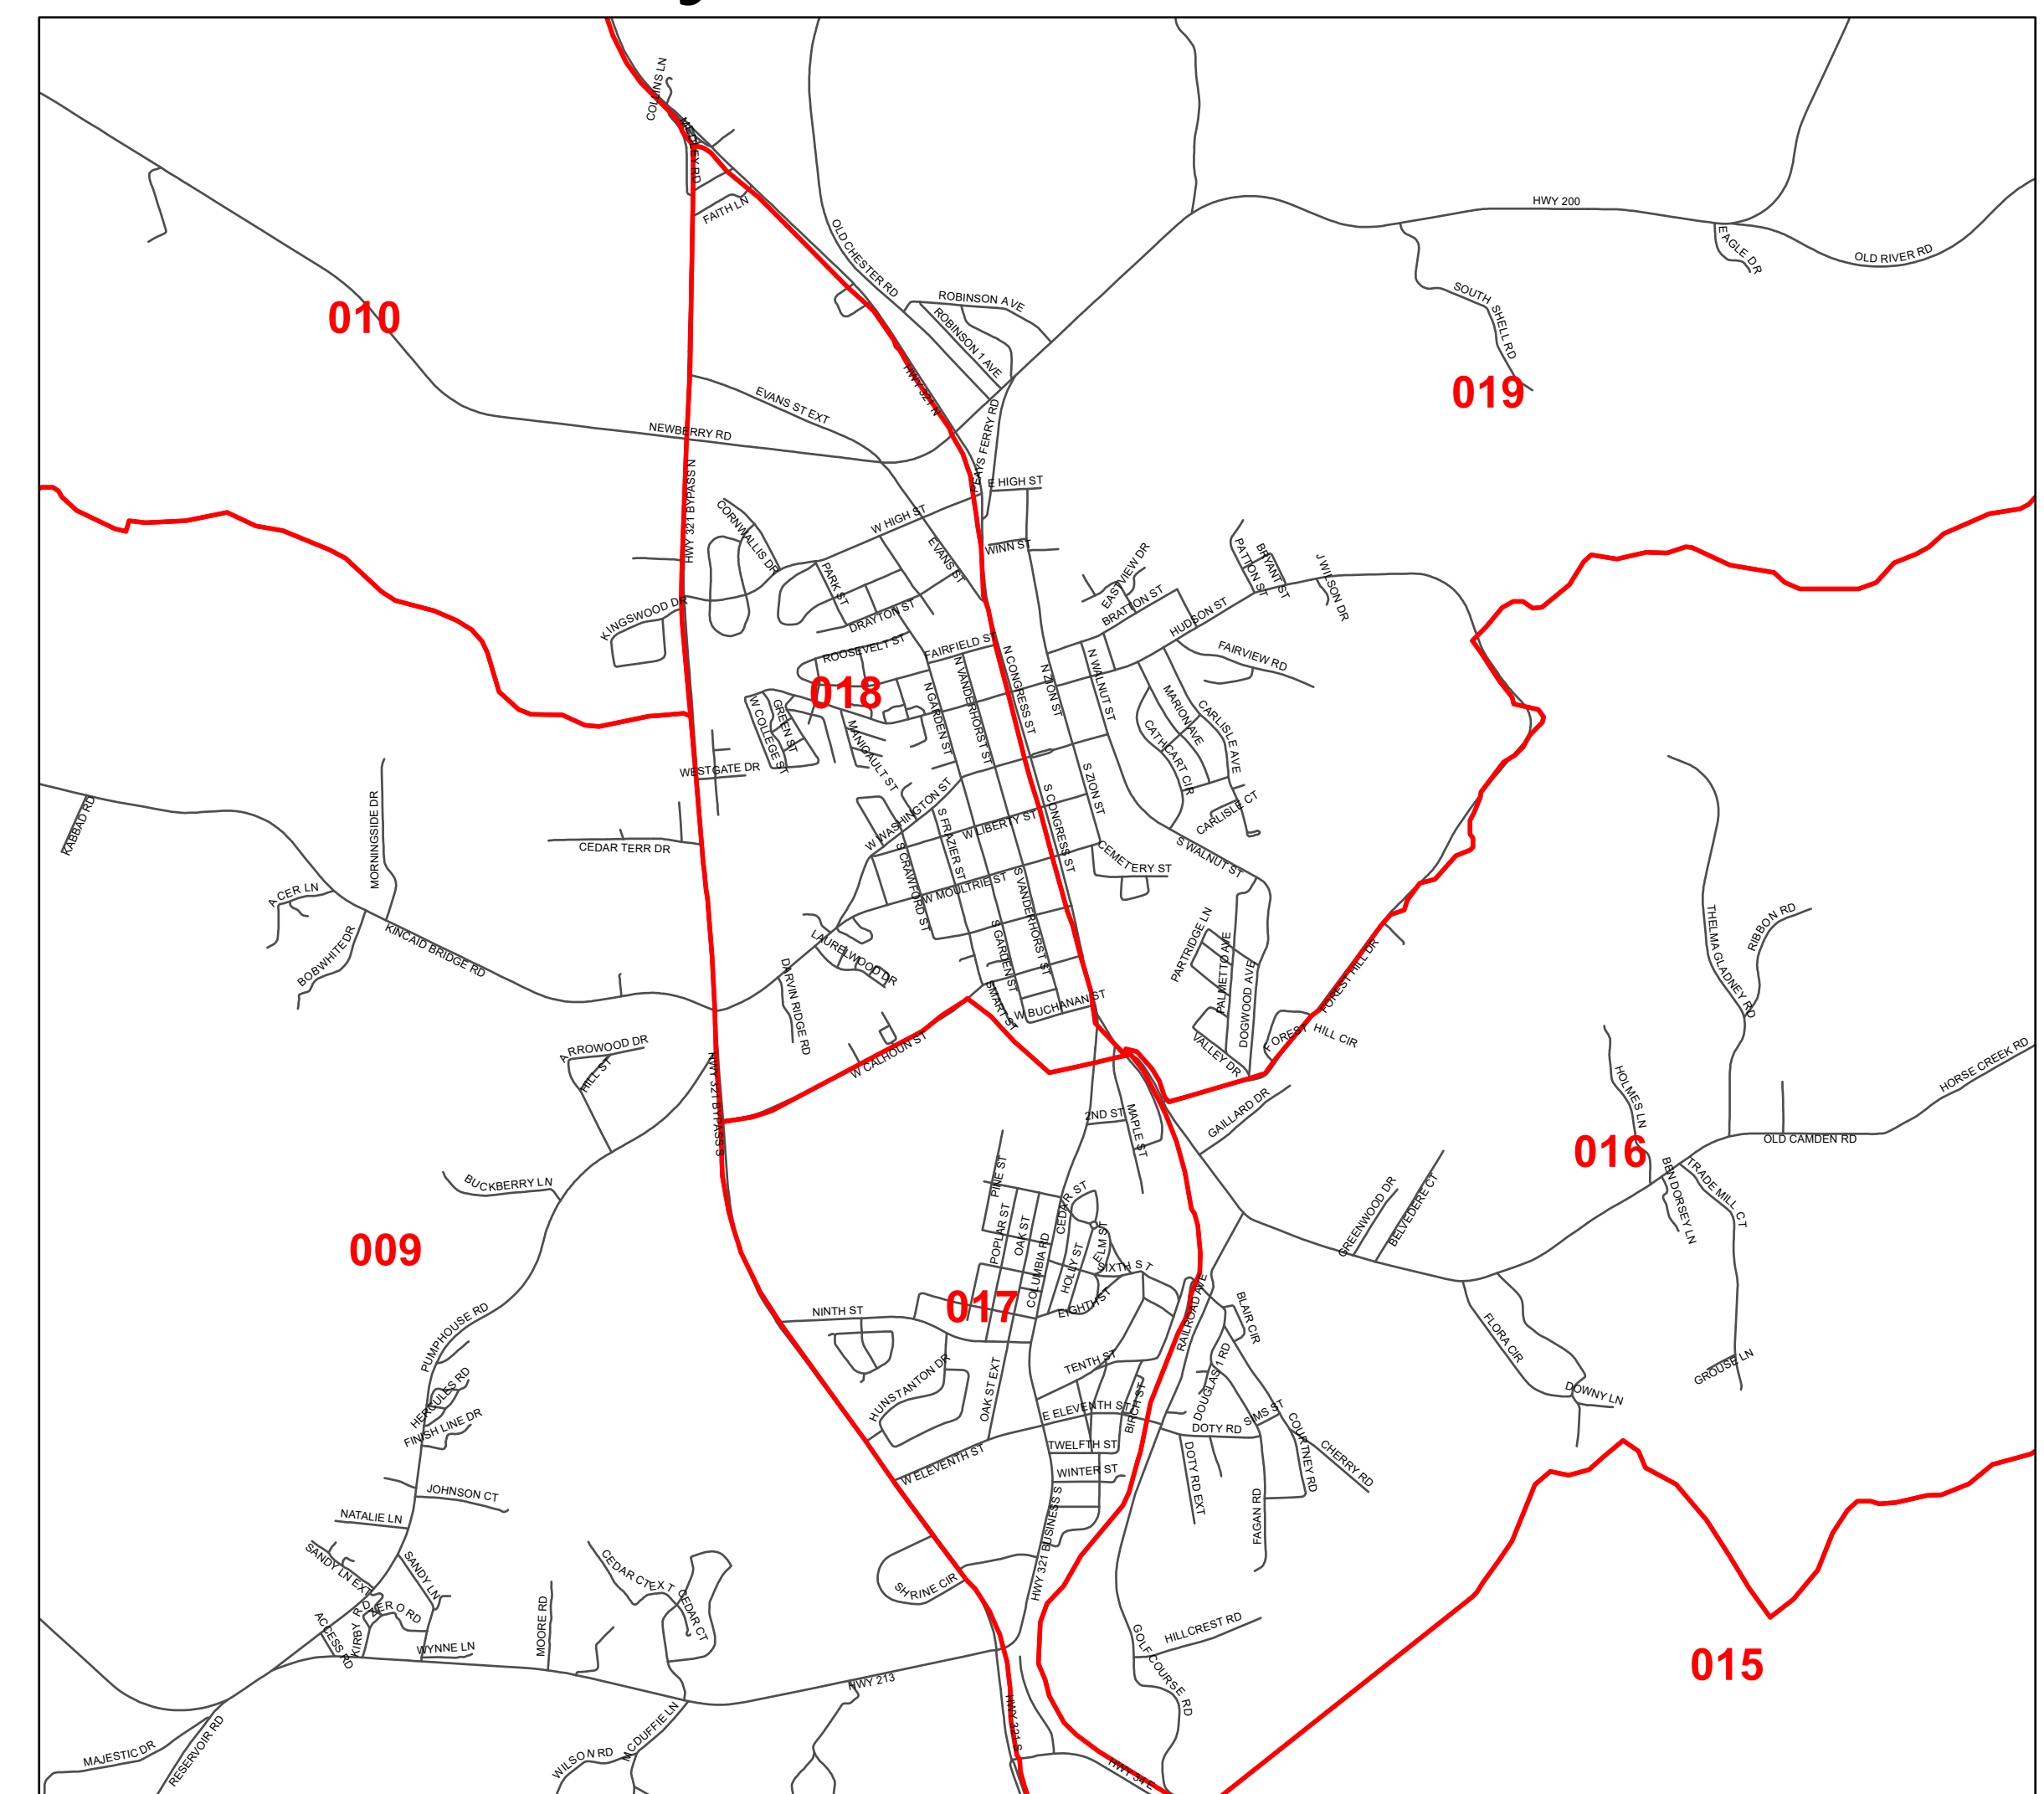 COLLINS LN
MEDLEY RD
FAITH LN
HWY 200
EAGLE DR
OLD RIVER RD
OLD CHESTER RD
ROBINSON AVE
ROBINSON 1 AVE
SOUTH SHELL RD
010
019
HWY 321 N
EVANS ST EXT
NEWBERRY RD
PEAYS FERRY RD
HWY 321 BYPASS N
E HIGH ST
W HIGH ST
CORNWALLIS DR
EVANS ST
WINN ST
PARK ST
EASTVIEW DR
PATTON ST
BRYANT ST
J WILSON DR
KINGSWOOD DR
DRAYTON ST
BRATTON ST
HUDSON ST
ROOSEVELT ST
FAIRFIELD ST
FAIRVIEW RD
018
N VANDERHORST ST
N CONGRESS ST
N ZION ST
N WALNUT ST
N GARDEN ST
W COLLEGE ST
GREEN ST
MANIGAULT ST
MARION AVE
CARLISLE AVE
CATHCART CIR
WESTGATE DR
S ZION ST
S CONGRESS ST
CARLISLE CT
W WASHINGTON ST
W LIBERTY ST
S FRAZIER ST
S CRAWFORD ST
CEDAR TERR DR
KABBAD RD
MORNINGSIDE DR
CEMETERY ST
S WALNUT ST
W MOULTRIE ST
S VANDERHORST ST
ACER LN
BOBWHITE DR
KINCAID BRIDGE RD
LAURELWOOD DR
DARVIN RIDGE RD
S GARDEN ST
SMART ST
W BUCHANAN ST
PARTRIDGE LN
PALMETTO AVE
DOGWOOD AVE
VALLEY DR
FOREST HILL DR
FOREST HILL CIR
THELMA GLADNEY RD
RIBBON RD
HORSE CREEK RD
ARROWOOD DR
HILL ST
W CALHOUN ST
HWY 321 BYPASS S
2ND ST
MAPLE ST
GAILLARD DR
HOLMES LN
016
OLD CAMDEN RD
BEN DORSEY LN
TRADE MILL CT
BUCKBERRY LN
009
PINE ST
POPLAR ST
OAK ST
COLUMBIA RD
CEDAR ST
HOLLY ST
ELM ST
SIXTH ST
EIGHTH ST
GREENWOOD DR
BELVEDERE CT
017
NINTH ST
RAILROAD AVE
BLAIR CIR
FLORA CIR
GROUSE LN
DOWNY LN
PUMPHOUSE RD
HERCULES RD
FINISH LINE DR
HUNSTANTON DR
OAK ST EXT
TENTH ST
DOUGLAS 1 RD
E ELEVENTH ST
BIRCH ST
SIMS ST
DOTY RD
COURTNEY RD
CHERRY RD
W ELEVENTH ST
TWELFTH ST
WINTER ST
DOTY RD EXT
FAGAN RD
JOHNSON CT
NATALIE LN
SANDY LN EXT
SANDY LN
CEDAR CT EXT
CEDAR CT
SHRINE CIR
HWY 321 BUSINESS S
ACCESS RD
KIRBY RD
ZERO RD
WYNNE LN
MOORE RD
HILLCREST RD
GOLF COURSE RD
015
HWY 213
HWY 321 S
HWY 34 E
MAJESTIC DR
RESERVOIR RD
WILSON RD
MCDUFFIE LN